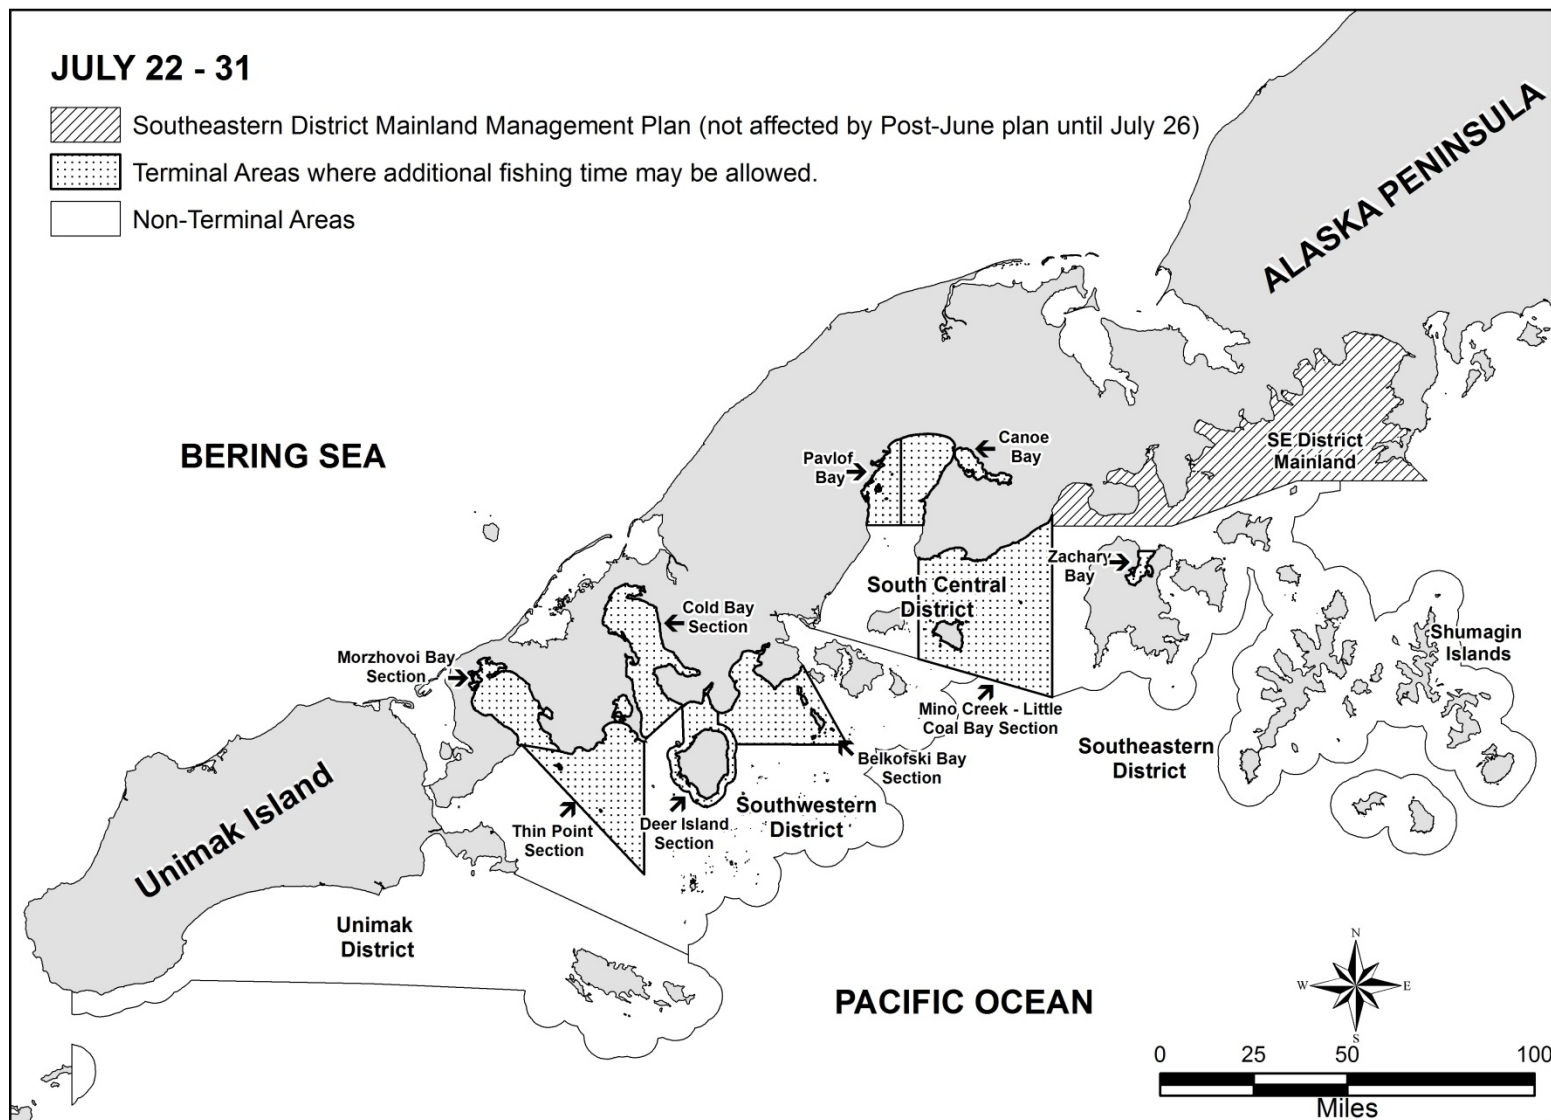 JULY 22 - 31
Southeastern District Mainland Management Plan (not affected by Post-June plan until July 26)
Terminal Areas where additional fishing time may be allowed.
Non-Terminal Areas
ALASKA PENINSULA
BERING SEA
Pavlof
Bay
Canoe
Bay
SE District
Mainland
Zachary
Bay
South Central
District
Cold Bay
Section
Morzhovoi Bay
Section
Shumagin
Islands
Mino Creek - Little
Coal Bay Section
Southeastern
District
Belkofski Bay
Section
Southwestern
District
Deer Island
Section
Thin Point
Section
Unimak Island
Unimak
District
PACIFIC OCEAN
N
W
E
S
0
25
50
100
Miles